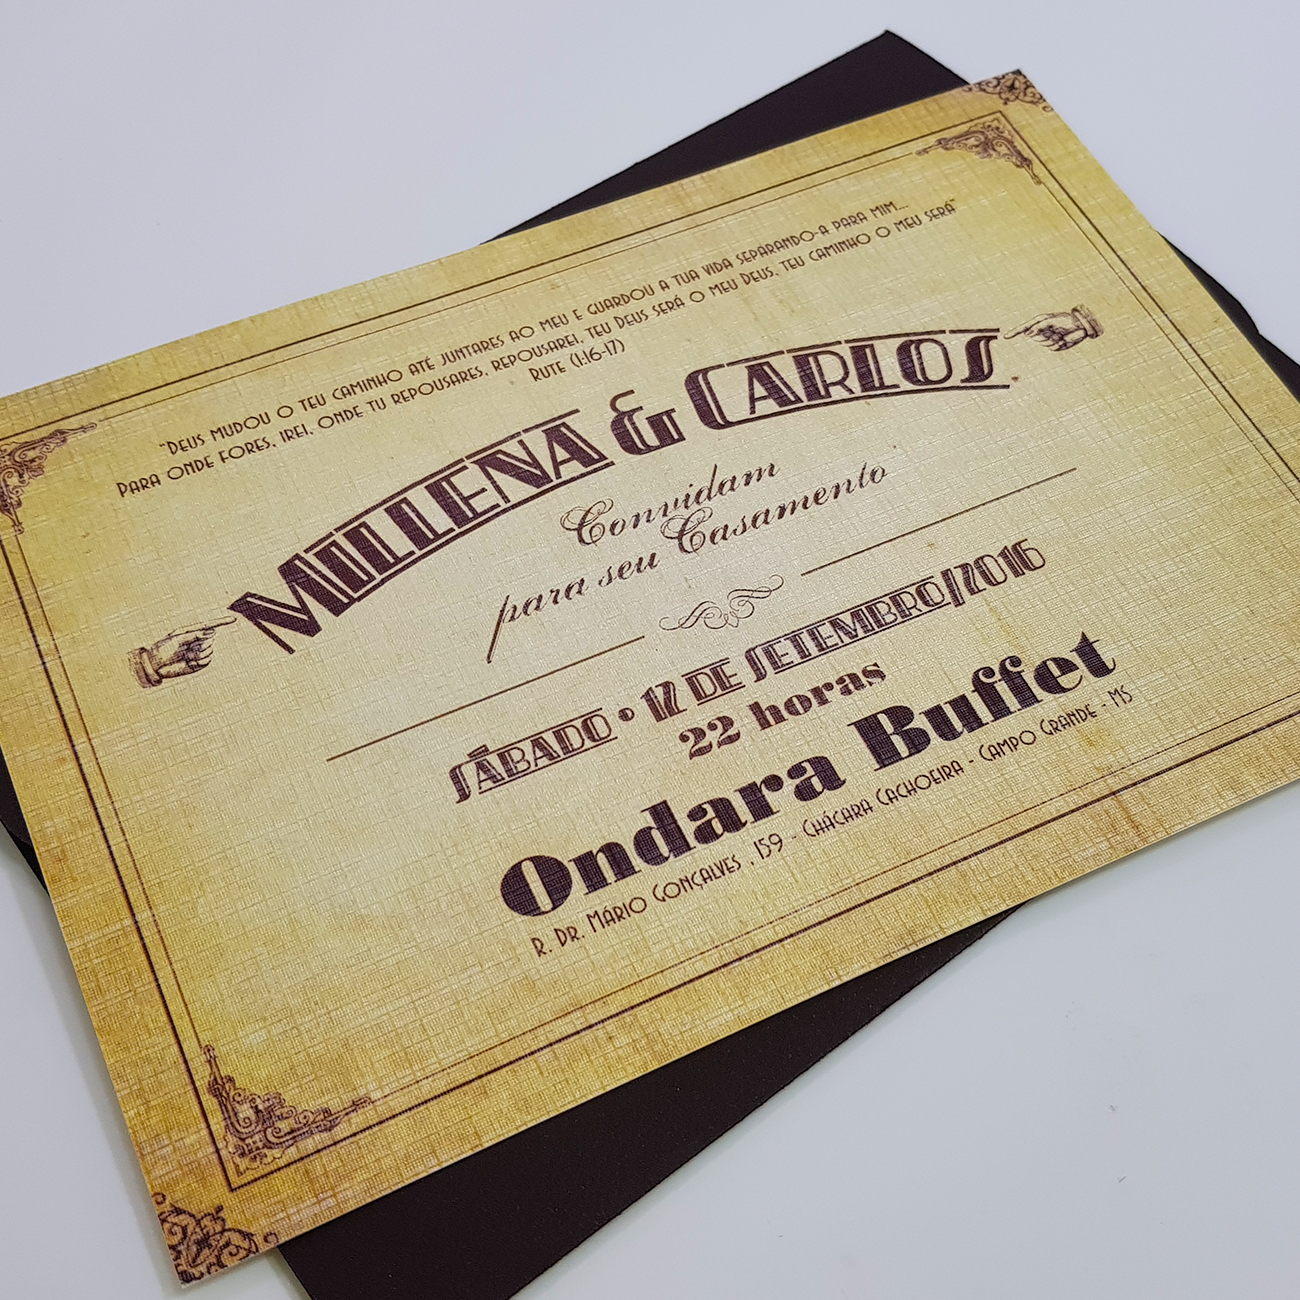 "Deus mudou o teu caminho até juntares ao meu e guardou a tua vida separando-a para mim...
Para onde fores, irei, onde tu repousares, repousarei, teu Deus será o meu Deus, teu caminho o meu será"
Rute (1:16-17)
Millena & Carlos
Convidam
para seu Casamento
Sábado • 17 de Setembro/2016
22 horas
Ondara Buffet
R. Dr. Mário Gonçalves , 159 - Chácara Cachoeira - Campo Grande - MS